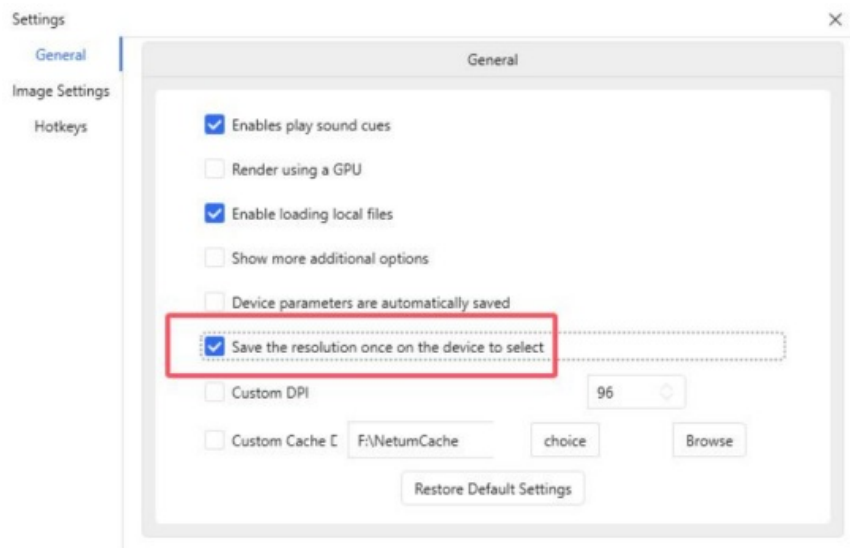 Settings
General
Image Settings
Hotkeys
General
Enables play sound cues
Render using a GPU
Enable loading local files
Show more additional options
Device parameters are automatically saved
Save the resolution once on the device to select
Custom DPI 96
Custom Cache D F:\NetumCache choice Browse
Restore Default Settings